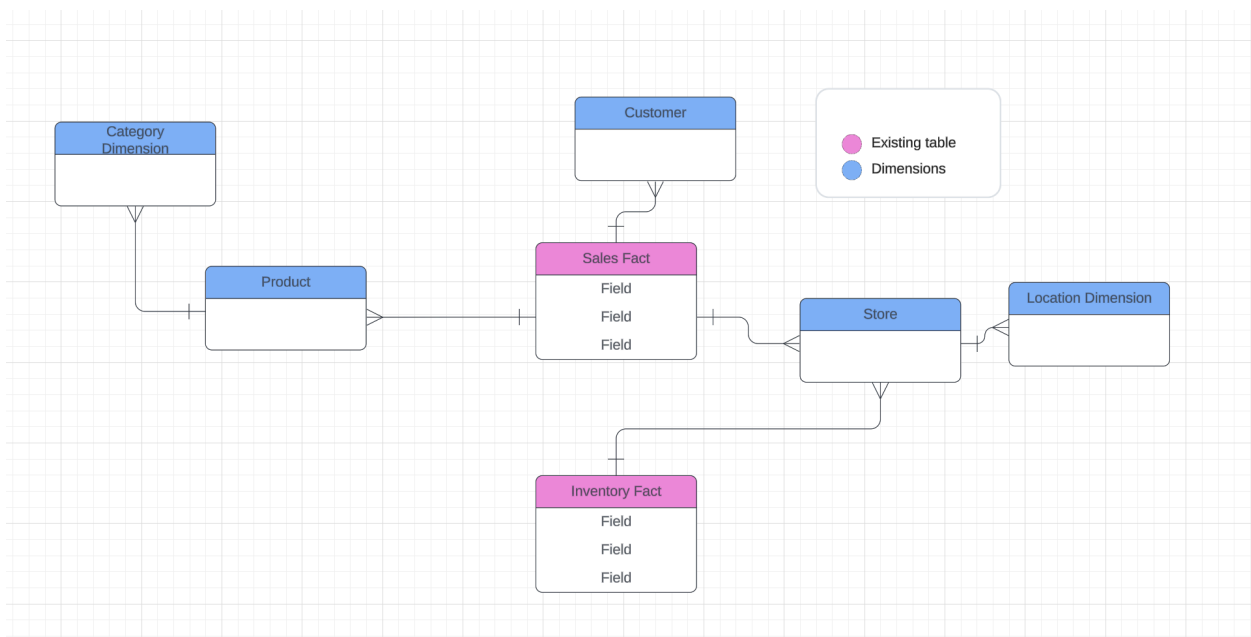 Category
Dimension
Customer
Existing table
Dimensions
Product
Sales Fact
Field
Field
Field
Store
Location Dimension
Inventory Fact
Field
Field
Field